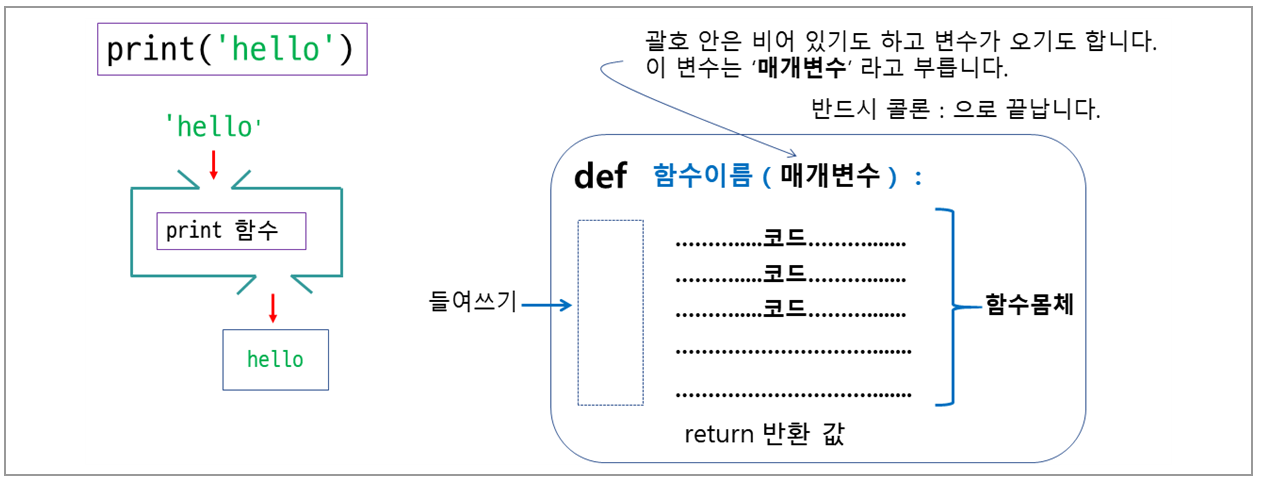 print('hello')
'hello'
print 함수
hello
괄호 안은 비어 있기도 하고 변수가 오기도 합니다.
이 변수는 ‘매개변수’ 라고 부릅니다.
반드시 콜론 : 으로 끝납니다.
def 함수이름 ( 매개변수 ) :
.............코드...............
.............코드...............
.............코드...............
....................................
....................................
들여쓰기
함수몸체
return 반환 값